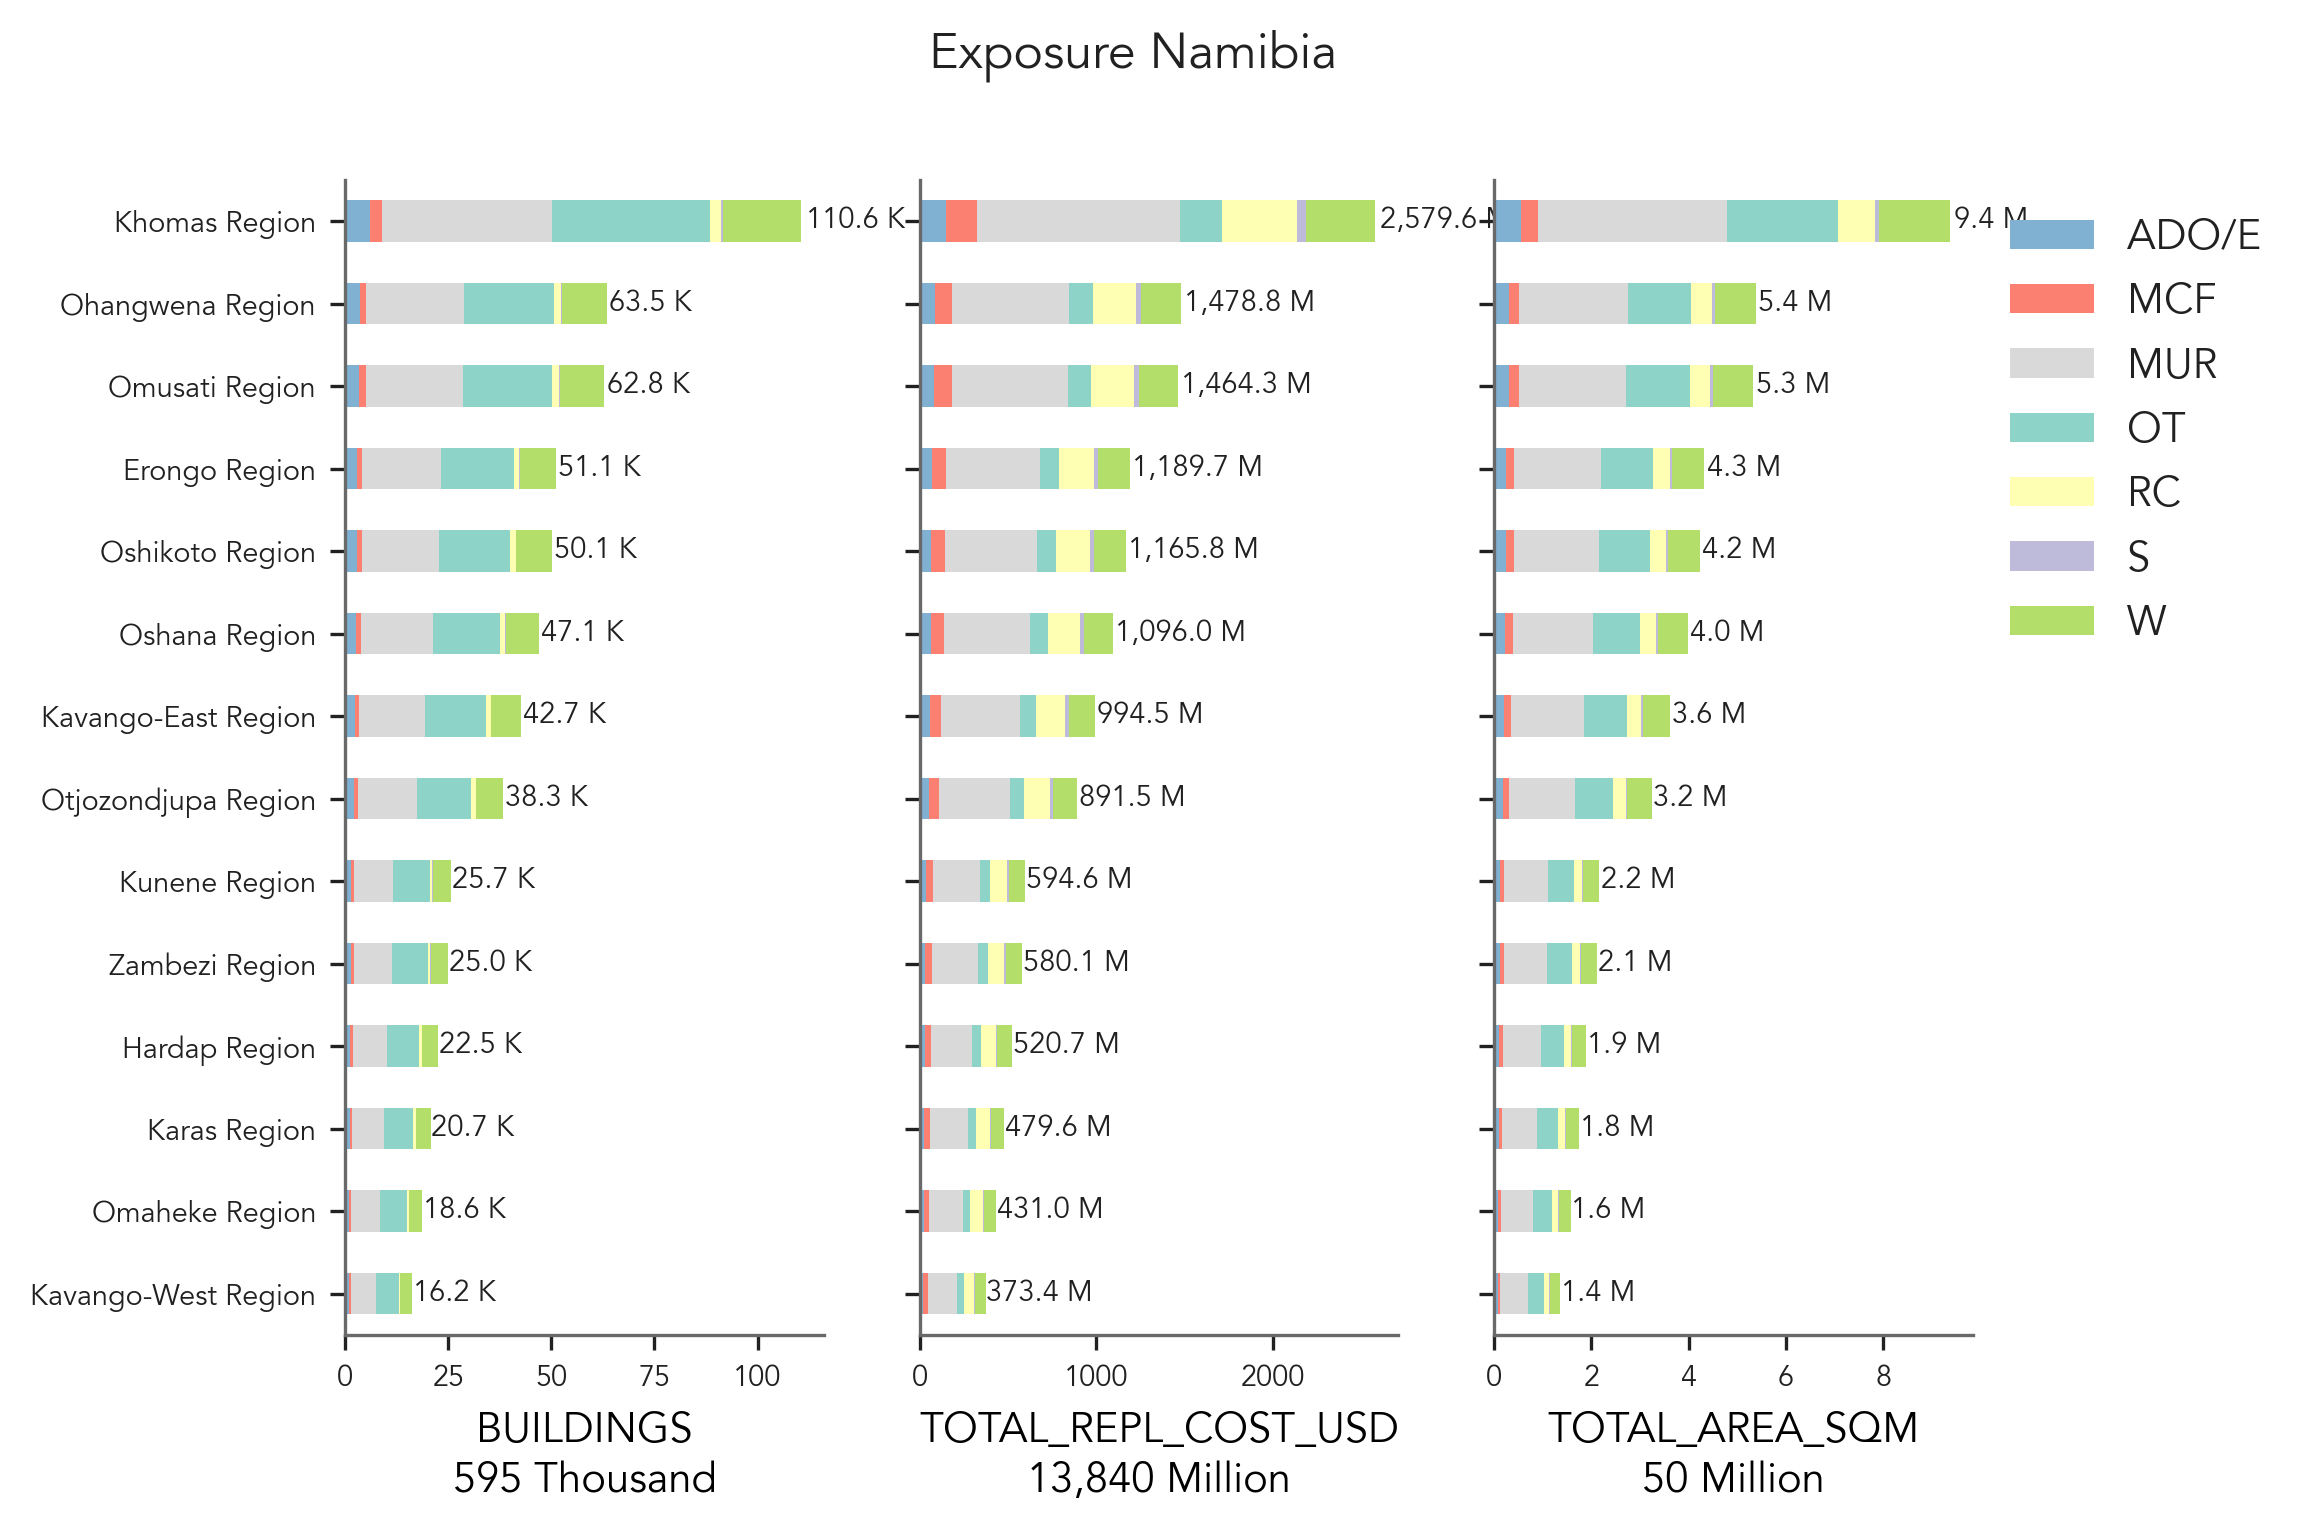 Exposure Namibia
Khomas Region 110.6 K 2,579.6 M 9.4 M
Ohangwena Region 63.5 K 1,478.8 M 5.4 M
Omusati Region 62.8 K 1,464.3 M 5.3 M
Erongo Region 51.1 K 1,189.7 M 4.3 M
Oshikoto Region 50.1 K 1,165.8 M 4.2 M
Oshana Region 47.1 K 1,096.0 M 4.0 M
Kavango-East Region 42.7 K 994.5 M 3.6 M
Otjozondjupa Region 38.3 K 891.5 M 3.2 M
Kunene Region 25.7 K 594.6 M 2.2 M
Zambezi Region 25.0 K 580.1 M 2.1 M
Hardap Region 22.5 K 520.7 M 1.9 M
Karas Region 20.7 K 479.6 M 1.8 M
Omaheke Region 18.6 K 431.0 M 1.6 M
Kavango-West Region 16.2 K 373.4 M 1.4 M
0 25 50 75 100 0 1000 2000 0 2 4 6 8
BUILDINGS
595 Thousand
TOTAL_REPL_COST_USD
13,840 Million
TOTAL_AREA_SQM
50 Million
ADO/E
MCF
MUR
OT
RC
S
W